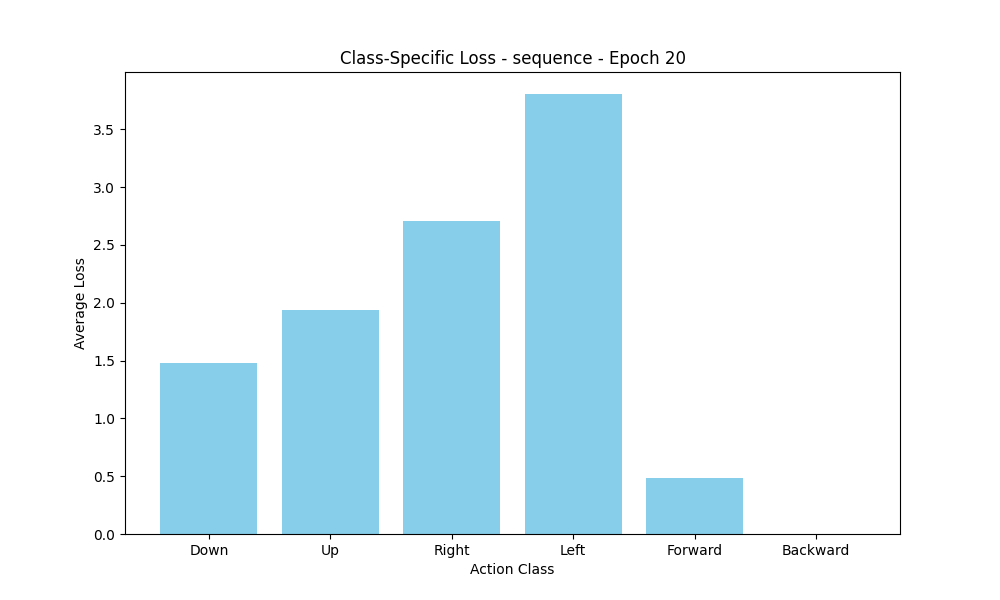 Class-Specific Loss - sequence - Epoch 20
Average Loss
3.5
3.0
2.5
2.0
1.5
1.0
0.5
0.0
Down Up Right Left Forward Backward
Action Class